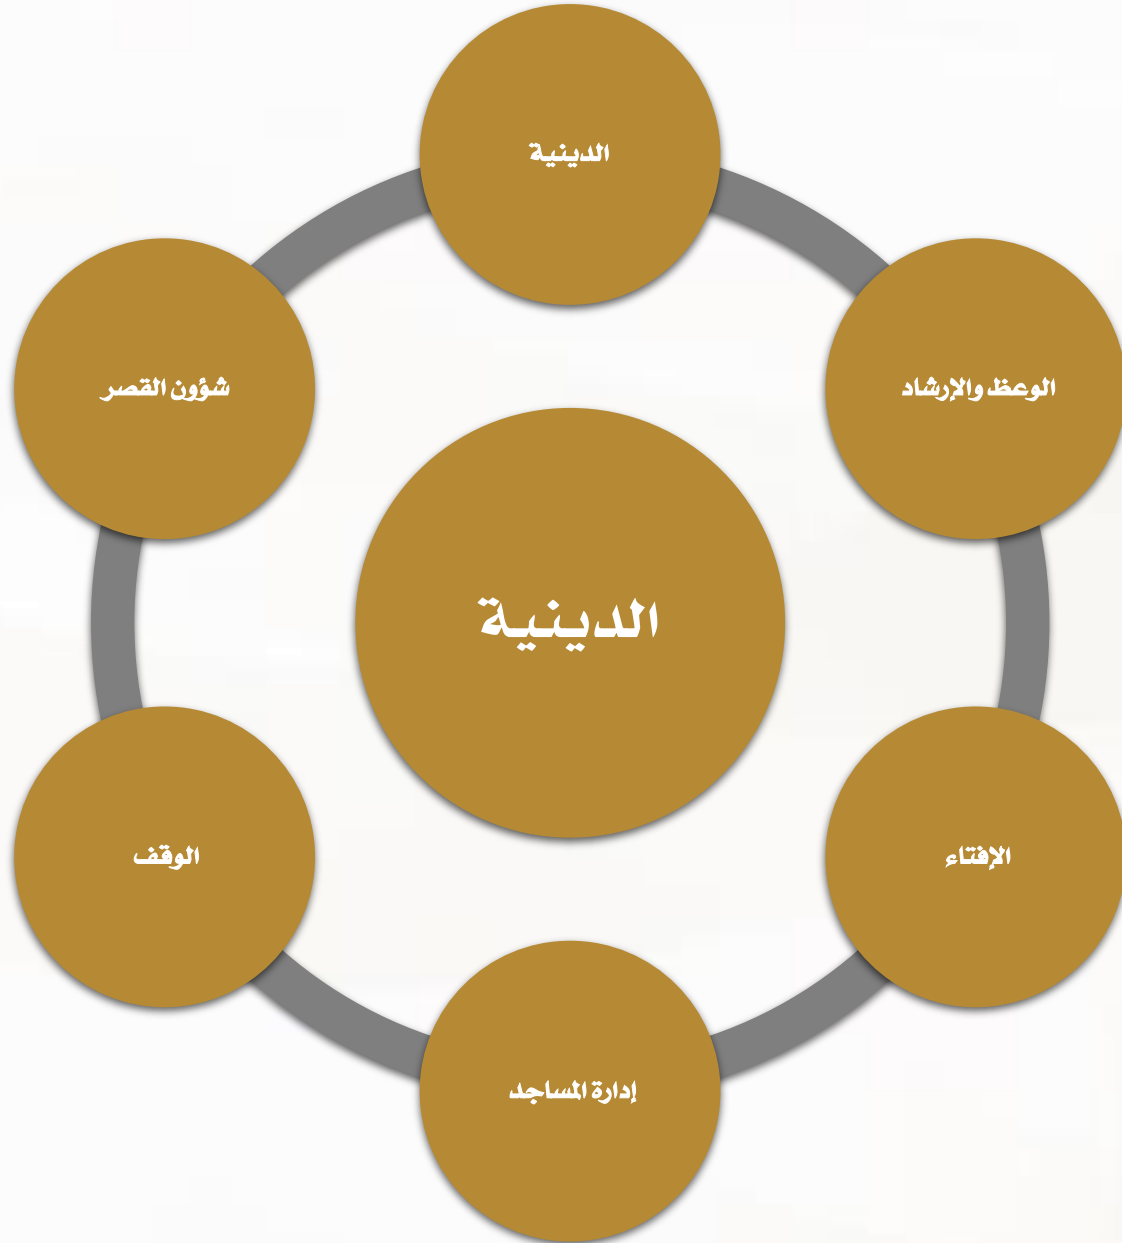 الدينية
الوعظ والإرشاد
شؤون القصر
الدينية
الإفتاء
الوقف
إدارة المساجد